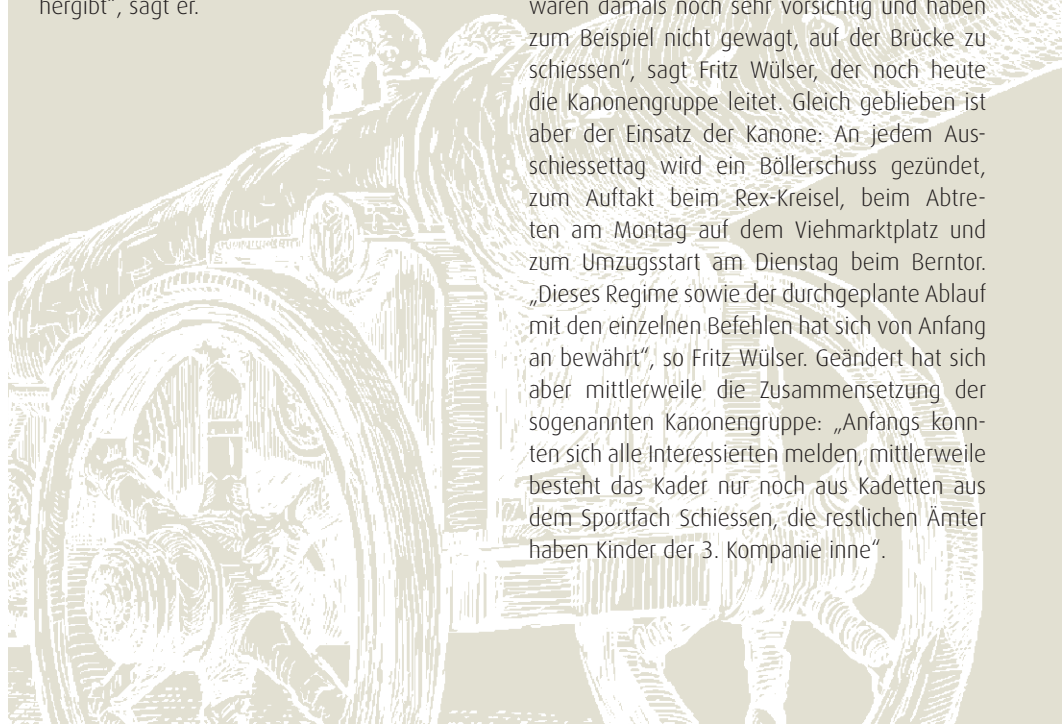 hergibt“, sagt er.
waren damals noch sehr vorsichtig und haben
zum Beispiel nicht gewagt, auf der Brücke zu
schiessen“, sagt Fritz Wülser, der noch heute
die Kanonengruppe leitet. Gleich geblieben ist
aber der Einsatz der Kanone: An jedem Aus-
schiessettag wird ein Böllerschuss gezündet,
zum Auftakt beim Rex-Kreisel, beim Abtre-
ten am Montag auf dem Viehmarktplatz und
zum Umzugsstart am Dienstag beim Berntor.
„Dieses Regime sowie der durchgeplante Ablauf
mit den einzelnen Befehlen hat sich von Anfang
an bewährt“, so Fritz Wülser. Geändert hat sich
aber mittlerweile die Zusammensetzung der
sogenannten Kanonengruppe: „Anfangs konn-
ten sich alle Interessierten melden, mittlerweile
besteht das Kader nur noch aus Kadetten aus
dem Sportfach Schiessen, die restlichen Ämter
haben Kinder der 3. Kompanie inne“.